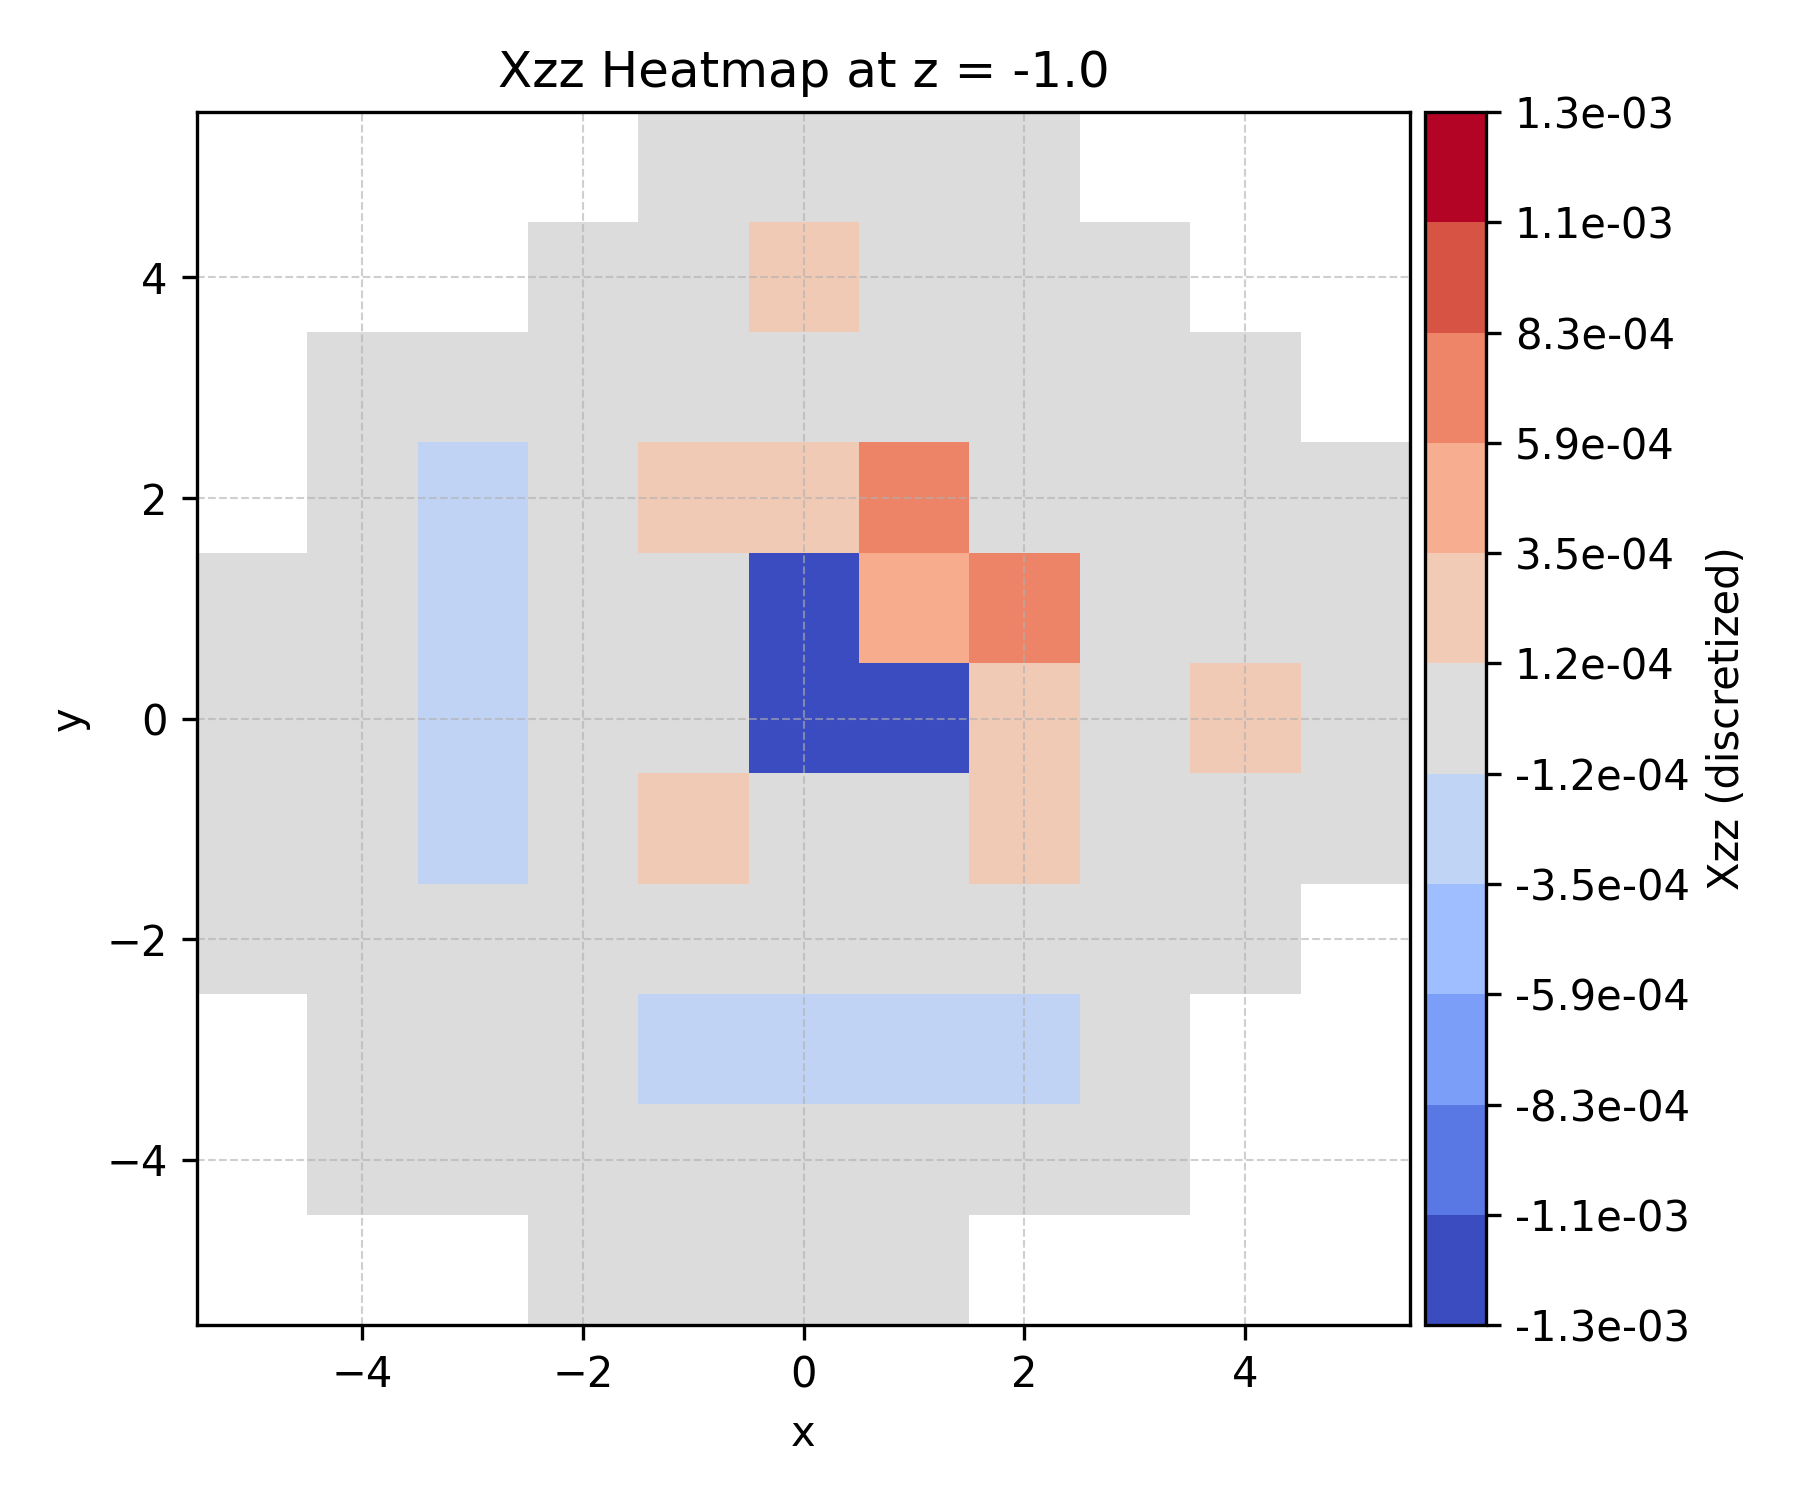 Xzz Heatmap at z = -1.0
1.3e-03
1.1e-03
8.3e-04
5.9e-04
3.5e-04
1.2e-04
-1.2e-04
-3.5e-04
-5.9e-04
-8.3e-04
-1.1e-03
-1.3e-03
Xzz (discretized)
4
2
0
−2
−4
y
−4 −2 0 2 4
x